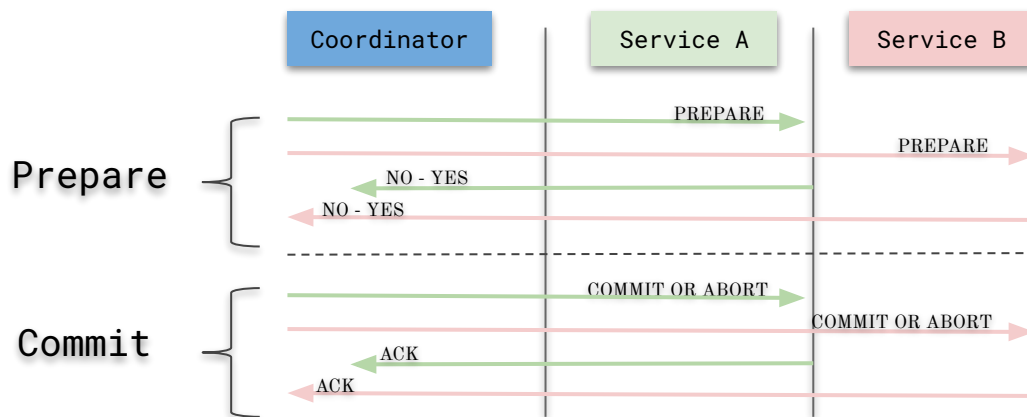 Coordinator
Service A
Service B
Prepare
PREPARE
PREPARE
NO - YES
NO - YES
Commit
COMMIT OR ABORT
COMMIT OR ABORT
ACK
ACK